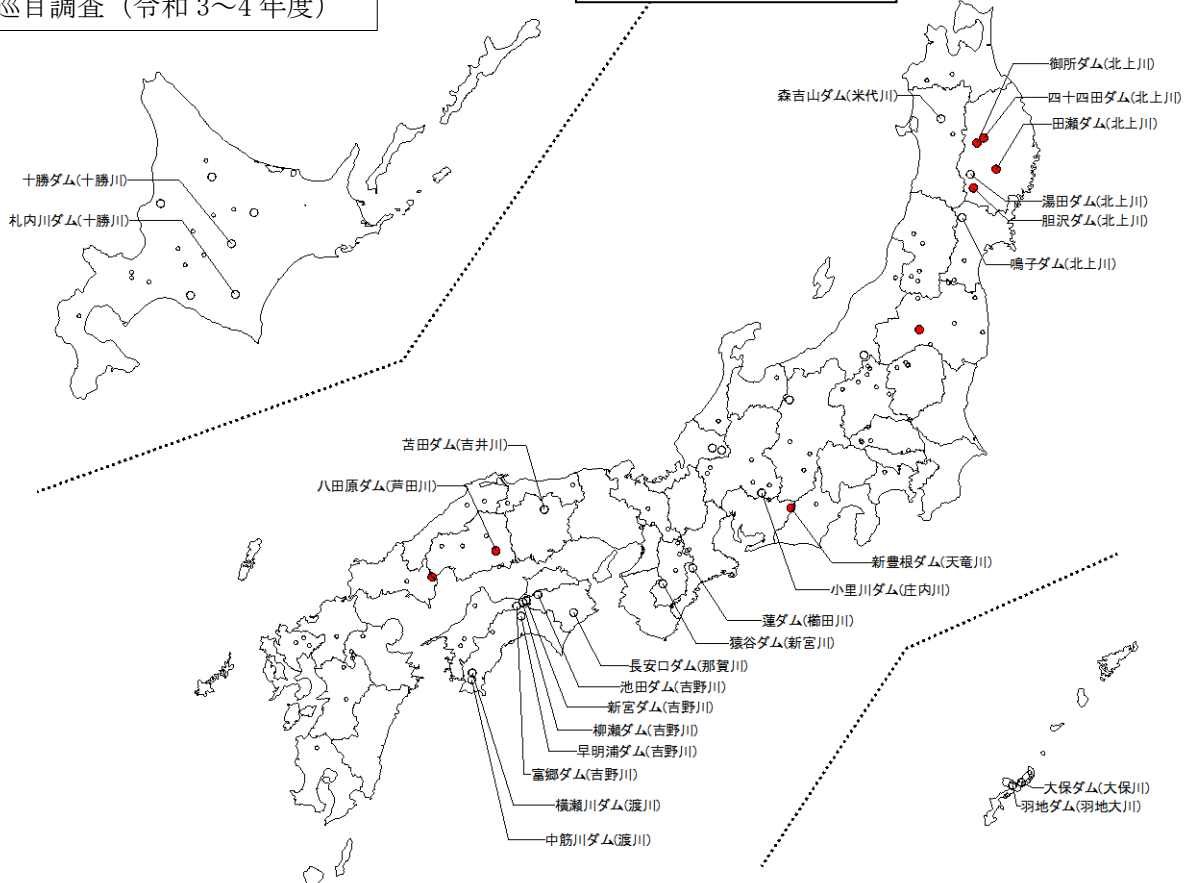 巡目調査（令和 3～4 年度）
御所ダム(北上川)
森吉山ダム(米代川)
四十四田ダム(北上川)
田瀬ダム(北上川)
十勝ダム(十勝川)
湯田ダム(北上川)
札内川ダム(十勝川)
胆沢ダム(北上川)
鳴子ダム(北上川)
苫田ダム(吉井川)
八田原ダム(芦田川)
新豊根ダム(天竜川)
小里川ダム(庄内川)
蓮ダム(櫛田川)
猿谷ダム(新宮川)
長安口ダム(那賀川)
池田ダム(吉野川)
新宮ダム(吉野川)
柳瀬ダム(吉野川)
早明浦ダム(吉野川)
富郷ダム(吉野川)
大保ダム(大保川)
横瀬川ダム(渡川)
羽地ダム(羽地大川)
中筋川ダム(渡川)